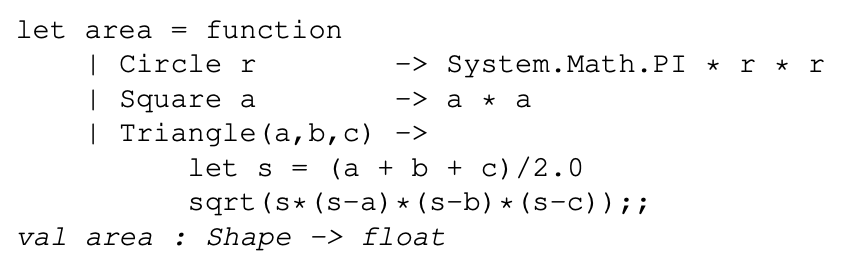 let area = function
    | Circle r        -> System.Math.PI * r * r
    | Square a        -> a * a
    | Triangle(a,b,c) ->
          let s = (a + b + c)/2.0
          sqrt(s*(s-a)*(s-b)*(s-c));;
val area : Shape -> float